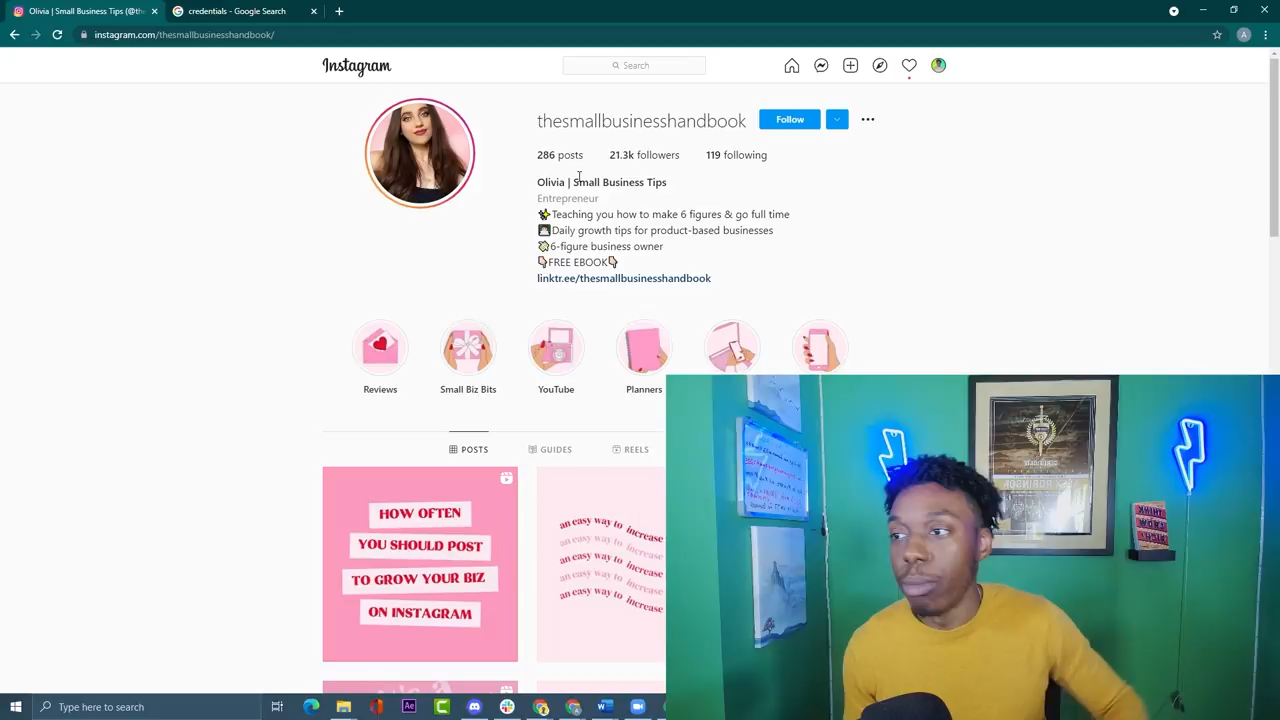 Olivia | Small Business Tips (@the
credentials - Google Search
instagram.com/thesmallbusinesshandbook/
A
Instagram
Search
thesmallbusinesshandbook
Follow
286 posts
21.3k followers
119 following
Olivia | Small Business Tips
Entrepreneur
Teaching you how to make 6 figures & go full time
Daily growth tips for product-based businesses
6-figure business owner
FREE EBOOK
linktr.ee/thesmallbusinesshandbook
Reviews
Small Biz Bits
YouTube
Planners
POSTS
GUIDES
REELS
HOW OFTEN
YOU SHOULD POST
TO GROW YOUR BIZ
ON INSTAGRAM
an easy way to increase
an easy way to increase
an easy way to increase
an easy way to increase
an easy way to increase
THINK
GROW
RICH
Type here to search
Ae